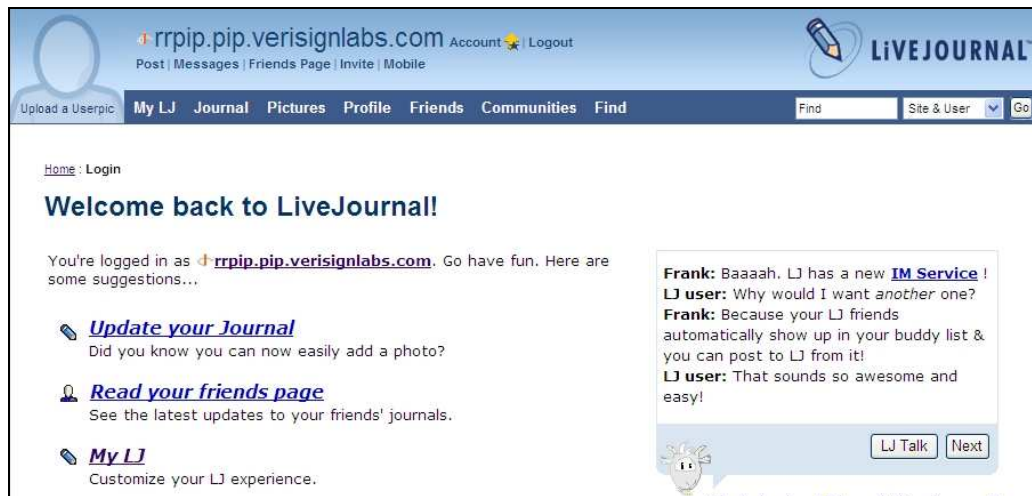 rrpip.pip.verisignlabs.com Account | Logout
Post | Messages | Friends Page | Invite | Mobile
LiVEJOURNAL
Upload a Userpic My LJ Journal Pictures Profile Friends Communities Find Find Site & User Go
Home : Login
Welcome back to LiveJournal!
You're logged in as rrpip.pip.verisignlabs.com. Go have fun. Here are
some suggestions...
Update your Journal
Did you know you can now easily add a photo?
Read your friends page
See the latest updates to your friends' journals.
My LJ
Customize your LJ experience.
Frank: Baaaah. LJ has a new IM Service !
LJ user: Why would I want another one?
Frank: Because your LJ friends
automatically show up in your buddy list &
you can post to LJ from it!
LJ user: That sounds so awesome and
easy!
LJ Talk Next